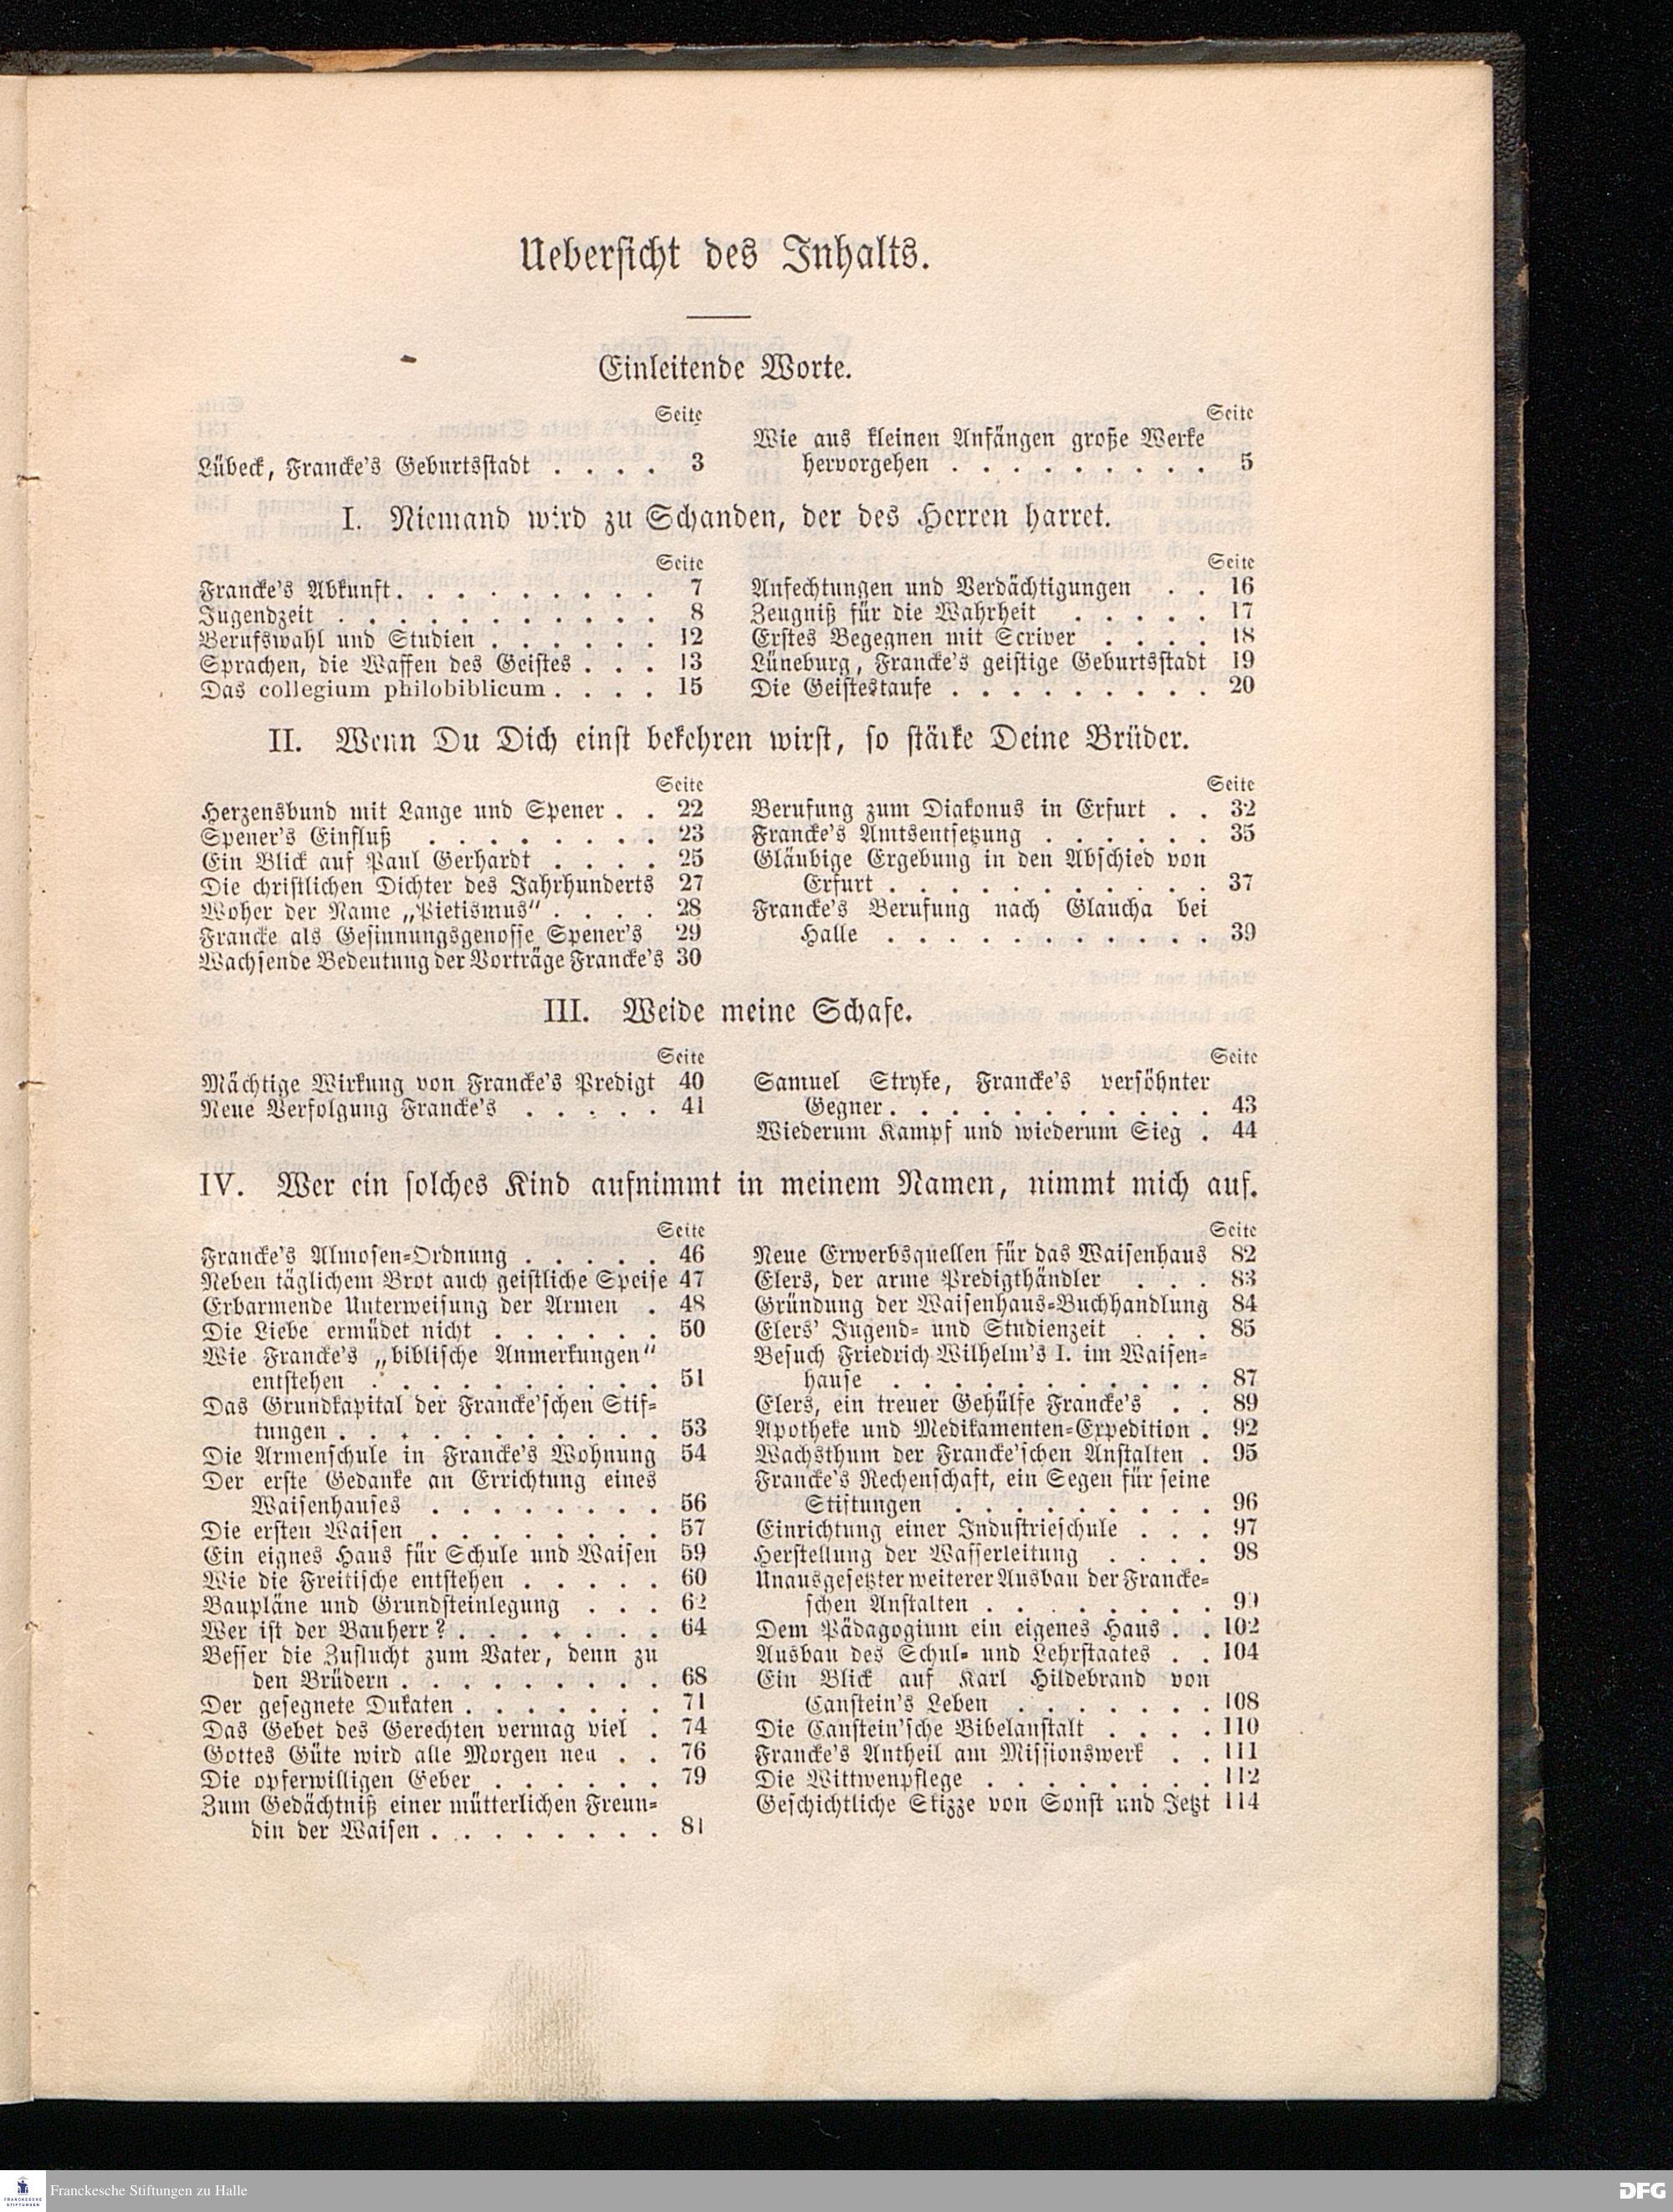 Uebersicht des Inhalts.
Einleitende Worte.
Seite
Lübeck, Francke's Geburtsstadt . . . . 3
Seite
Wie aus kleinen Anfängen große Werke
hervorgehen . . . . . . . . . 5
I. Niemand wird zu Schanden, der des Herren harret.
Seite
Francke's Abkunft . . . . . . . . . 7
Jugendzeit . . . . . . . . . . . 8
Berufswahl und Studien . . . . . . 12
Sprachen, die Waffen des Geistes . . . 13
Das collegium philobiblicum . . . . 15
Seite
Anfechtungen und Verdächtigungen . . 16
Zeugniß für die Wahrheit . . . . . 17
Erstes Begegnen mit Scriver . . . . 18
Lüneburg, Francke's geistige Geburtsstadt 19
Die Geistestaufe . . . . . . . . . 20
II. Wenn Du Dich einst bekehren wirst, so stärke Deine Brüder.
Seite
Herzensbund mit Lange und Spener . . 22
Spener's Einfluß . . . . . . . . 23
Ein Blick auf Paul Gerhardt . . . . 25
Die christlichen Dichter des Jahrhunderts 27
Woher der Name „Pietismus“ . . . . 28
Francke als Gesinnungsgenosse Spener's 29
Wachsende Bedeutung der Vorträge Francke's 30
Seite
Berufung zum Diakonus in Erfurt . . 32
Francke's Amtsentsetzung . . . . . . 35
Gläubige Ergebung in den Abschied von
Erfurt . . . . . . . . . . . 37
Francke's Berufung nach Glaucha bei
Halle . . . . . . . . . . . 39
III. Weide meine Schafe.
Seite
Mächtige Wirkung von Francke's Predigt 40
Neue Verfolgung Francke's . . . . . 41
Seite
Samuel Stryke, Francke's versöhnter
Gegner . . . . . . . . . . . 43
Wiederum Kampf und wiederum Sieg . 44
IV. Wer ein solches Kind aufnimmt in meinem Namen, nimmt mich auf.
Seite
Francke's Almosen-Ordnung . . . . . 46
Neben täglichem Brot auch geistliche Speise 47
Erbarmende Unterweisung der Armen . 48
Die Liebe ermüdet nicht . . . . . . 50
Wie Francke's „biblische Anmerkungen“
entstehen . . . . . . . . . . 51
Das Grundkapital der Francke'schen Stif-
tungen . . . . . . . . . . . 53
Die Armenschule in Francke's Wohnung 54
Der erste Gedanke an Errichtung eines
Waisenhauses . . . . . . . . 56
Die ersten Waisen . . . . . . . . 57
Ein eignes Haus für Schule und Waisen 59
Wie die Freitische entstehen . . . . . 60
Baupläne und Grundsteinlegung . . . 62
Wer ist der Bauherr? . . . . . . . 64
Besser die Zuflucht zum Vater, denn zu
den Brüdern . . . . . . . . . 68
Der gesegnete Dukaten . . . . . . . 71
Das Gebet des Gerechten vermag viel . 74
Gottes Güte wird alle Morgen neu . . 76
Die opferwilligen Geber . . . . . . 79
Zum Gedächtniß einer mütterlichen Freun-
din der Waisen . . . . . . . . 81
Seite
Neue Erwerbsquellen für das Waisenhaus 82
Elers, der arme Predigthändler . . . 83
Gründung der Waisenhaus-Buchhandlung 84
Elers' Jugend- und Studienzeit . . . 85
Besuch Friedrich Wilhelm's I. im Waisen-
hause . . . . . . . . . . . 87
Elers, ein treuer Gehülfe Francke's . . 89
Apotheke und Medikamenten-Expedition . 92
Wachsthum der Francke'schen Anstalten . 95
Francke's Rechenschaft, ein Segen für seine
Stiftungen . . . . . . . . . 96
Einrichtung einer Industrieschule . . . 97
Herstellung der Wasserleitung . . . . 98
Unausgesetzter weiterer Ausbau der Francke-
schen Anstalten . . . . . . . . 99
Dem Pädagogium ein eigenes Haus . . 102
Ausbau des Schul- und Lehrstaates . . 104
Ein Blick auf Karl Hildebrand von
Canstein's Leben . . . . . . . 108
Die Canstein'sche Bibelanstalt . . . . 110
Francke's Antheil am Missionswerk . . 111
Die Wittwenpflege . . . . . . . . 112
Geschichtliche Skizze von Sonst und Jetzt 114
FRANCKESCHE
STIFTUNGEN
Franckesche Stiftungen zu Halle
DFG